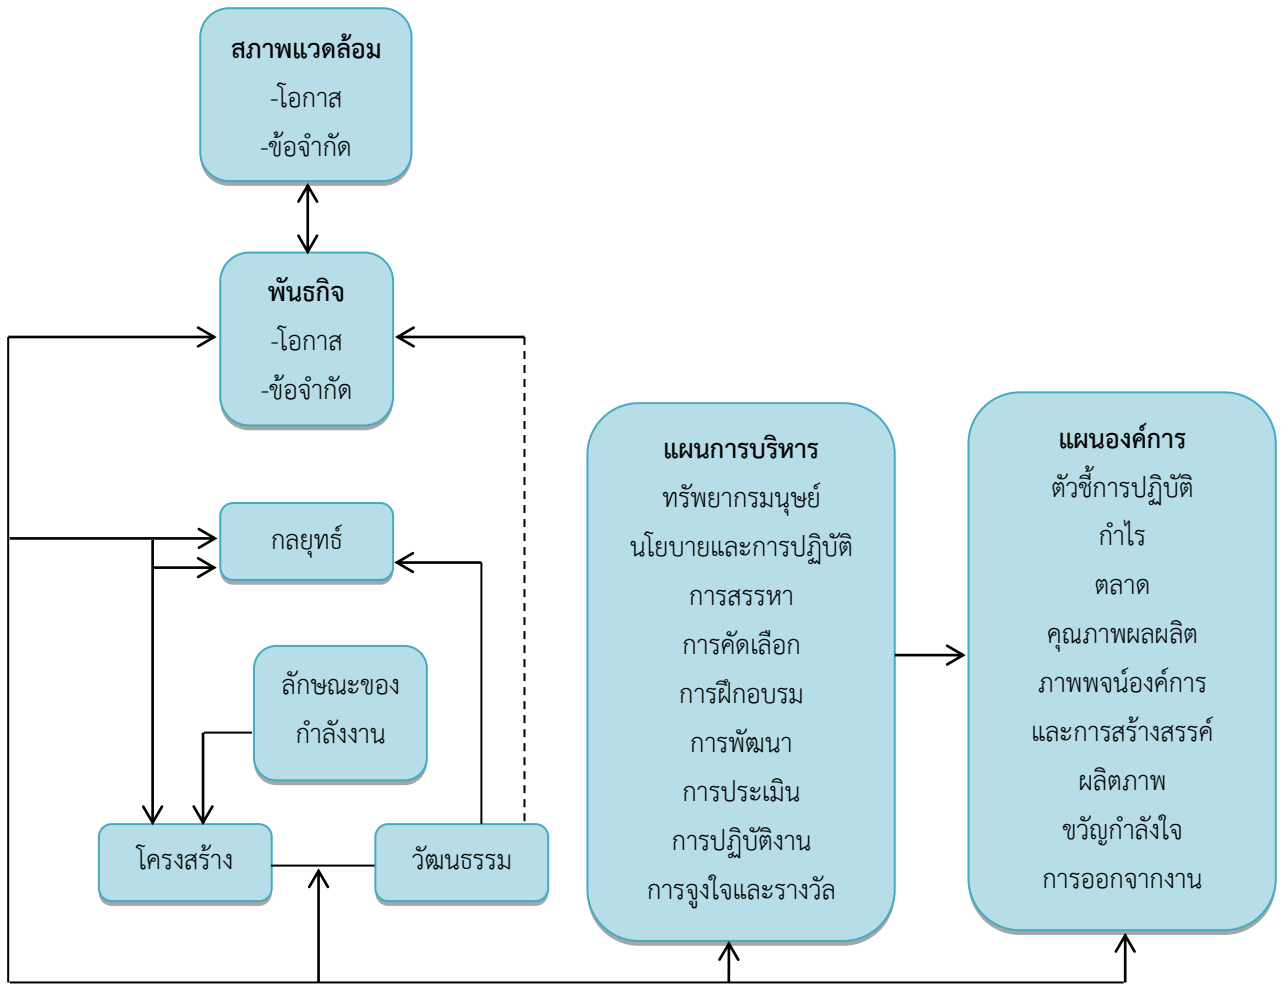 สภาพแวดล้อม
-โอกาส
-ข้อจำกัด
พันธกิจ
-โอกาส
-ข้อจำกัด
กลยุทธ์
ลักษณะของ
กำลังงาน
โครงสร้าง
วัฒนธรรม
แผนการบริหาร
ทรัพยากรมนุษย์
นโยบายและการปฏิบัติ
การสรรหา
การคัดเลือก
การฝึกอบรม
การพัฒนา
การประเมิน
การปฏิบัติงาน
การจูงใจและรางวัล
แผนองค์การ
ตัวชี้การปฏิบัติ
กำไร
ตลาด
คุณภาพผลผลิต
ภาพพจน์องค์การ
และการสร้างสรรค์
ผลิตภาพ
ขวัญกำลังใจ
การออกจากงาน